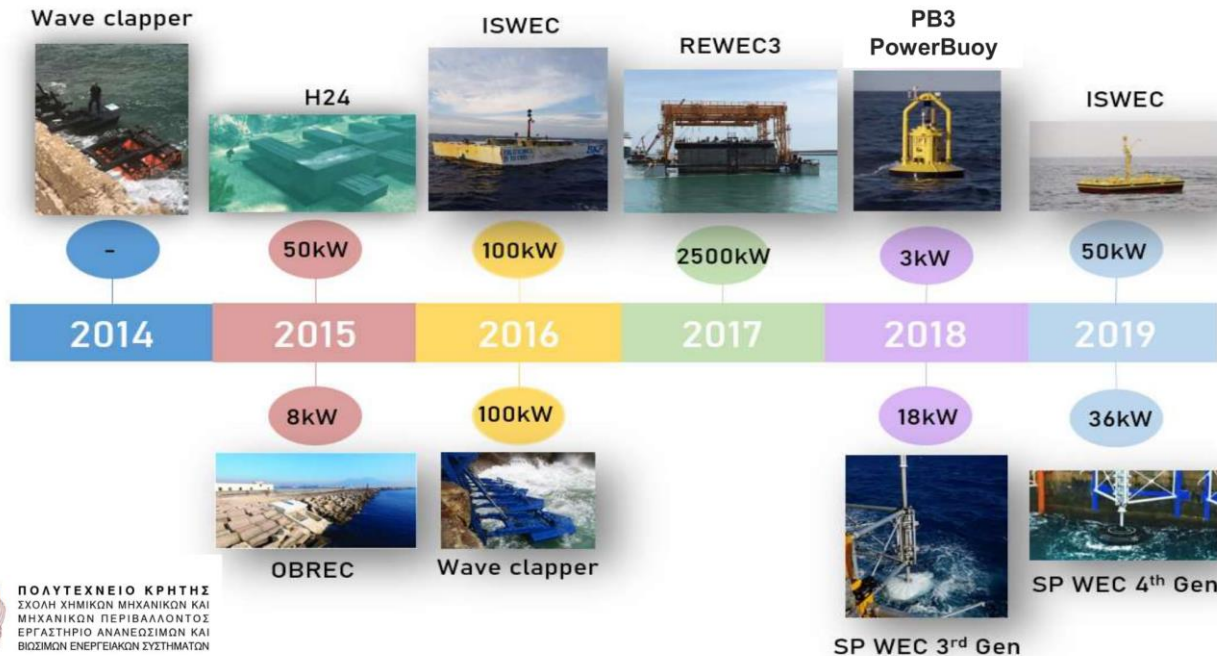 Wave clapper
H24
ISWEC
REWEC3
PB3
PowerBuoy
ISWEC
-
50kW
100kW
2500kW
3kW
50kW
2014
2015
2016
2017
2018
2019
8kW
100kW
18kW
36kW
OBREC
Wave clapper
SP WEC 3rd Gen
SP WEC 4th Gen
ΠΟΛΥΤΕΧΝΕΙΟ ΚΡΗΤΗΣ
ΣΧΟΛΗ ΧΗΜΙΚΩΝ ΜΗΧΑΝΙΚΩΝ ΚΑΙ
ΜΗΧΑΝΙΚΩΝ ΠΕΡΙΒΑΛΛΟΝΤΟΣ
ΕΡΓΑΣΤΗΡΙΟ ΑΝΑΝΕΩΣΙΜΩΝ ΚΑΙ
ΒΙΩΣΙΜΩΝ ΕΝΕΡΓΕΙΑΚΩΝ ΣΥΣΤΗΜΑΤΩΝ